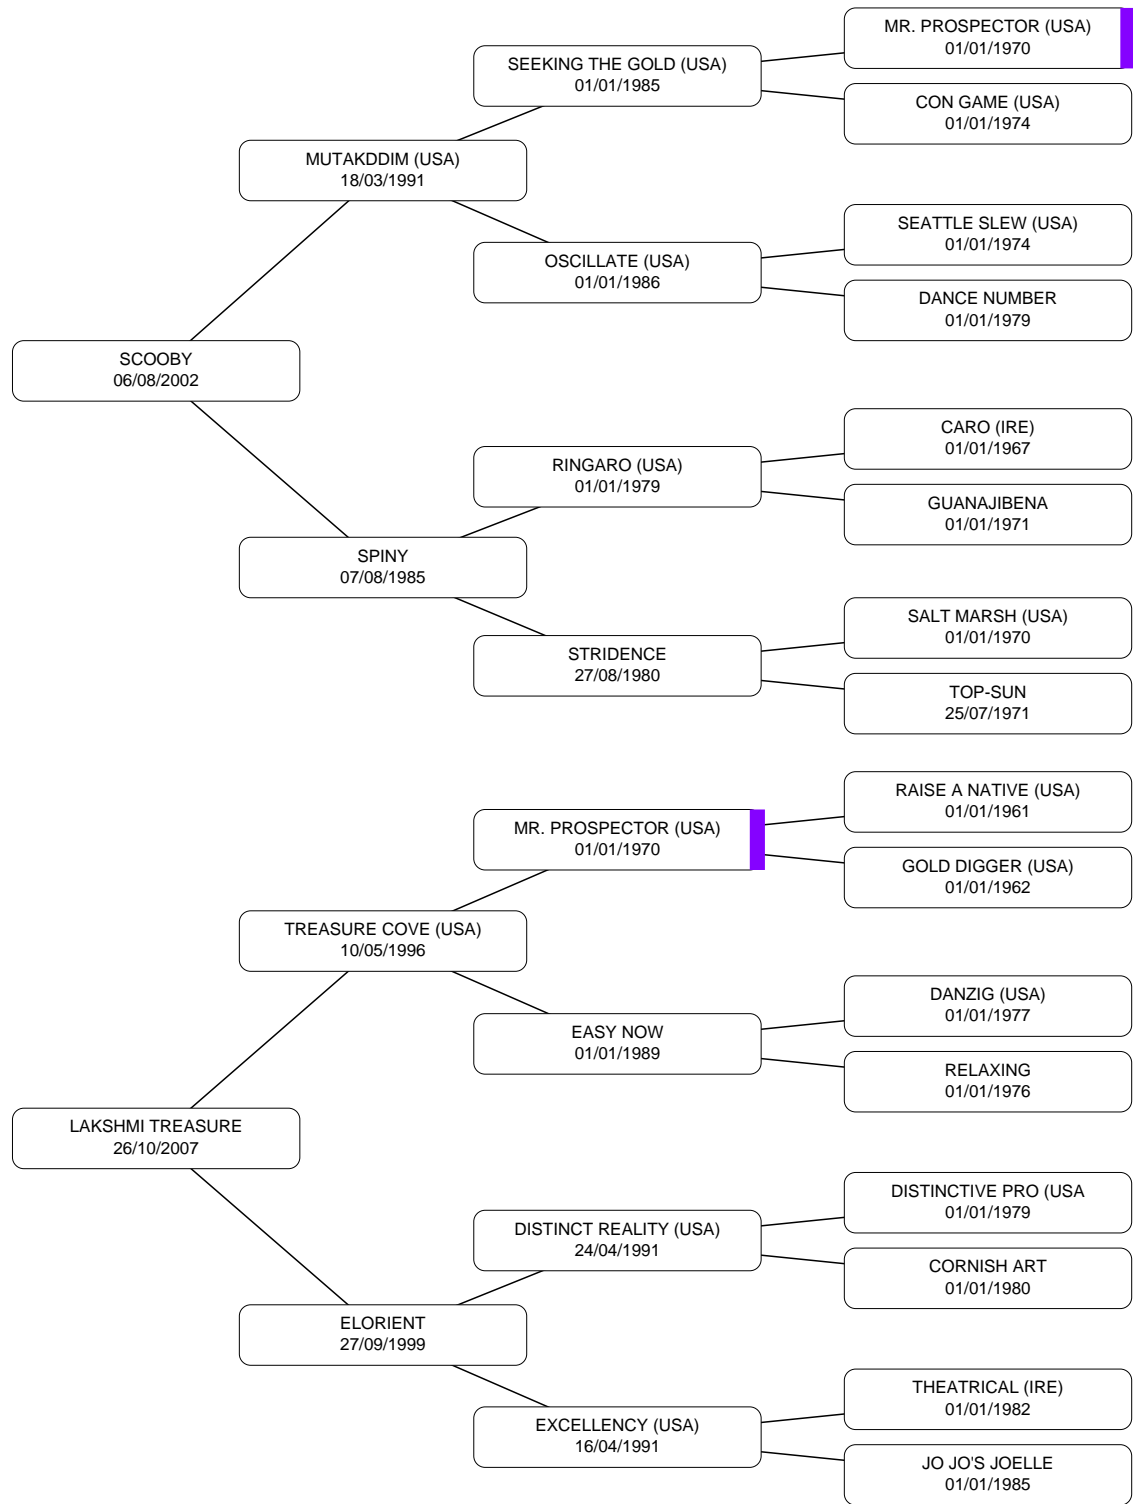 MR. PROSPECTOR (USA)
01/01/1970
SEEKING THE GOLD (USA)
01/01/1985
CON GAME (USA)
01/01/1974
MUTAKDDIM (USA)
18/03/1991
SEATTLE SLEW (USA)
01/01/1974
OSCILLATE (USA)
01/01/1986
DANCE NUMBER
01/01/1979
SCOOBY
06/08/2002
CARO (IRE)
01/01/1967
RINGARO (USA)
01/01/1979
GUANAJIBENA
01/01/1971
SPINY
07/08/1985
SALT MARSH (USA)
01/01/1970
STRIDENCE
27/08/1980
TOP-SUN
25/07/1971
RAISE A NATIVE (USA)
01/01/1961
MR. PROSPECTOR (USA)
01/01/1970
GOLD DIGGER (USA)
01/01/1962
TREASURE COVE (USA)
10/05/1996
DANZIG (USA)
01/01/1977
EASY NOW
01/01/1989
RELAXING
01/01/1976
LAKSHMI TREASURE
26/10/2007
DISTINCTIVE PRO (USA
01/01/1979
DISTINCT REALITY (USA)
24/04/1991
CORNISH ART
01/01/1980
ELORIENT
27/09/1999
THEATRICAL (IRE)
01/01/1982
EXCELLENCY (USA)
16/04/1991
JO JO'S JOELLE
01/01/1985